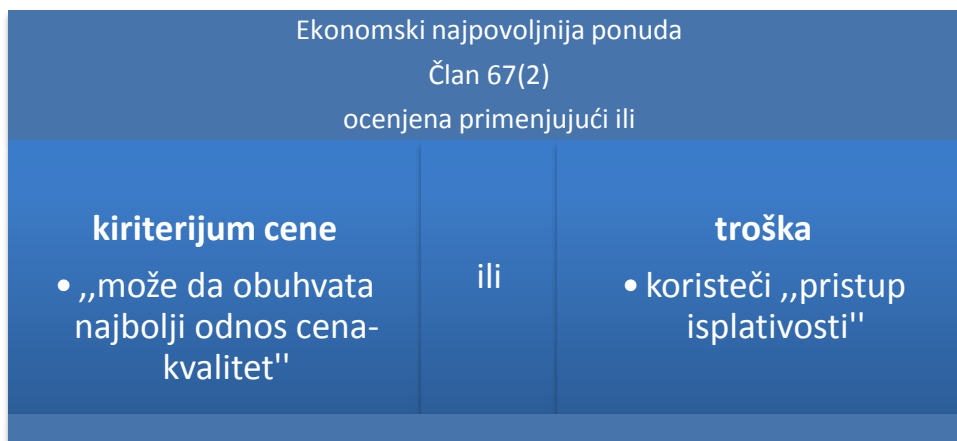 Ekonomski najpovoljnija ponuda
Član 67(2)
ocenjena primenjujući ili
kiriterijum cene
• ,,može da obuhvata
najbolji odnos cena-
kvalitet''
ili
troška
• koristeči ,,pristup
isplativosti''